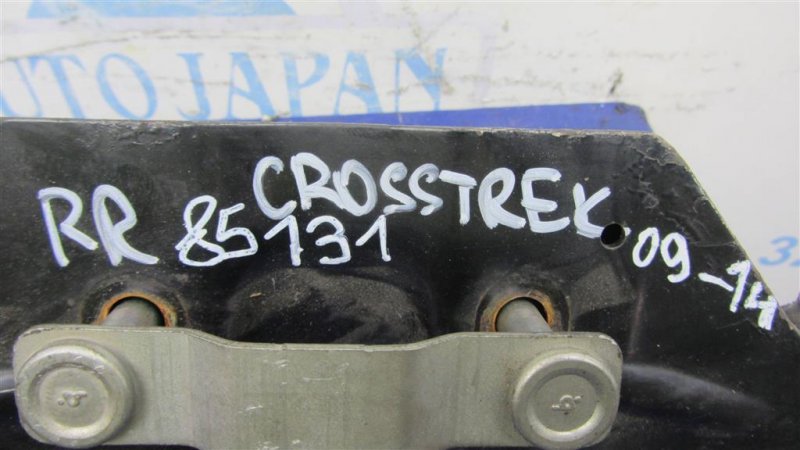 AUTO JAPAN
CROSSTREK
RR 85131
09-14